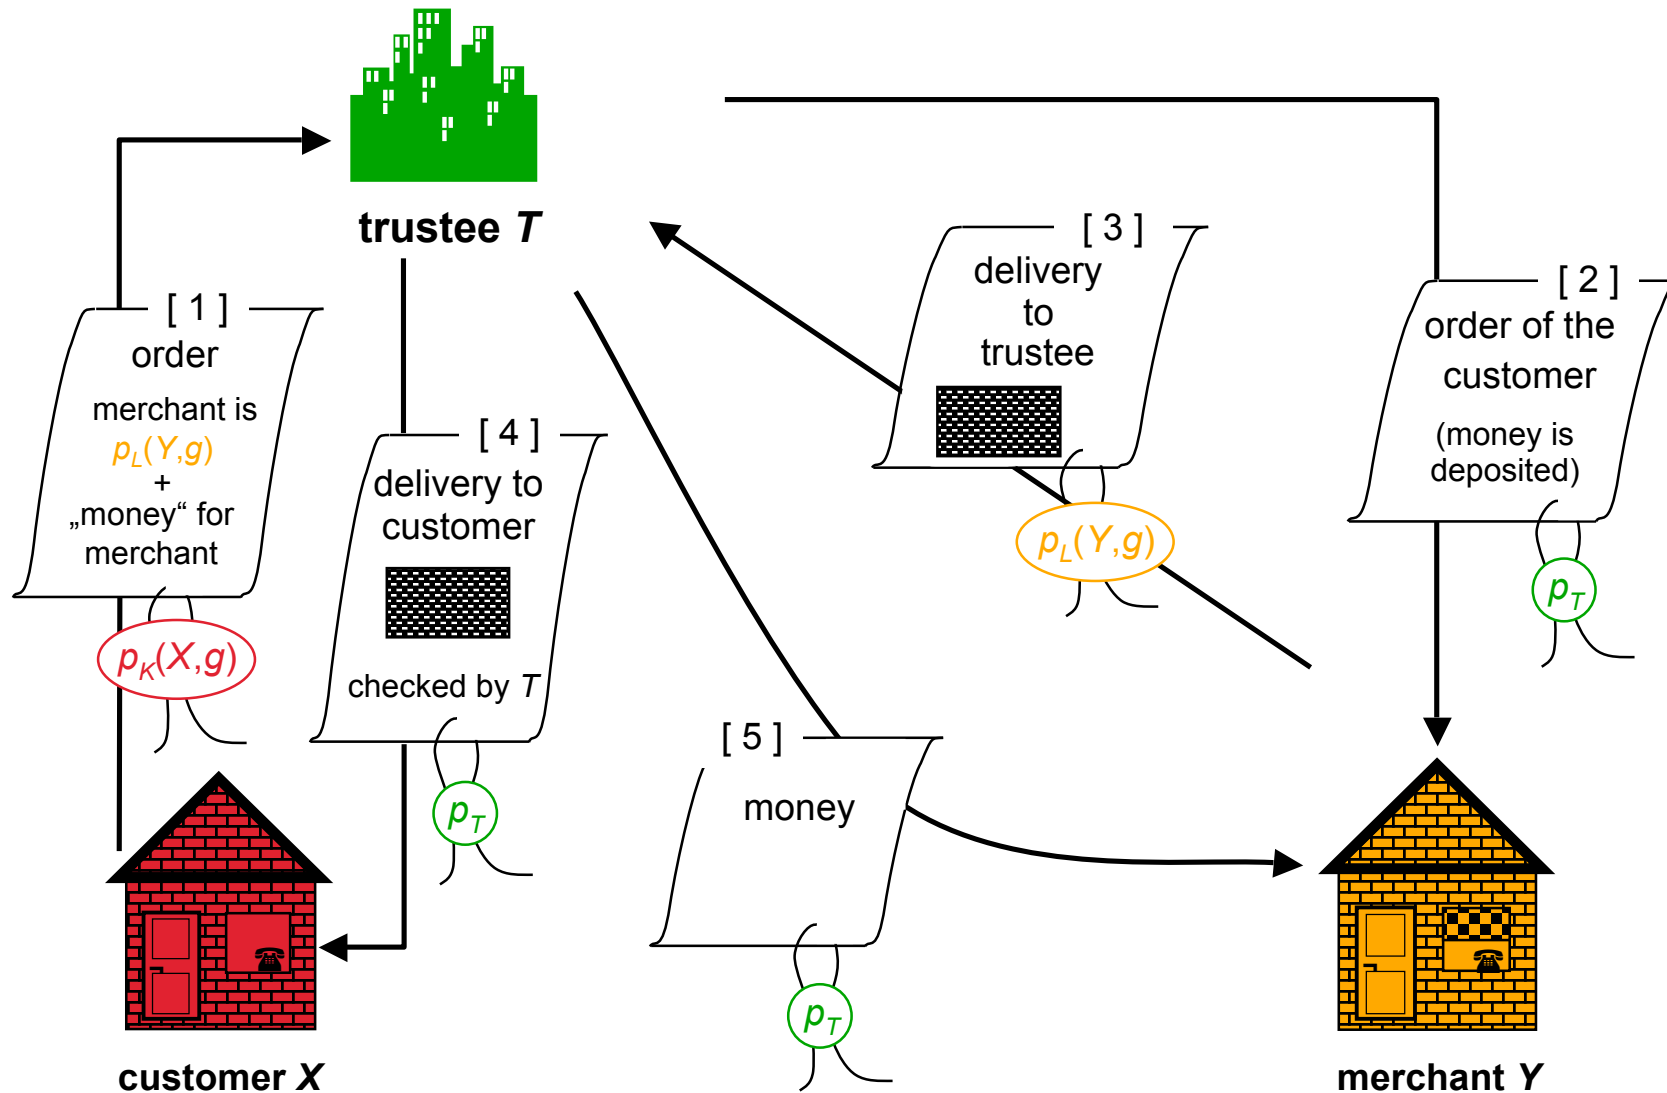 trustee T
[ 1 ]
order
merchant is
pL(Y,g)
+
„money“ for
merchant
pK(X,g)
[ 4 ]
delivery to
customer
checked by T
pT
[ 3 ]
delivery
to
trustee
pL(Y,g)
[ 2 ]
order of the
customer
(money is
deposited)
pT
[ 5 ]
money
pT
customer X
merchant Y